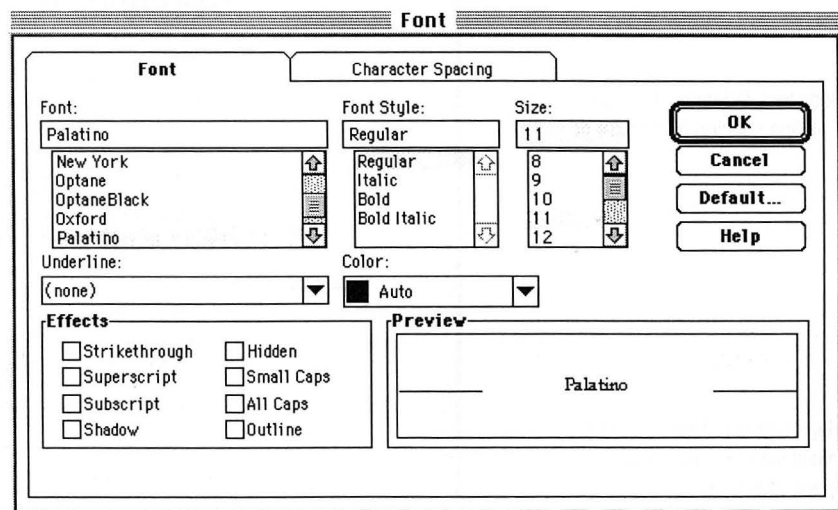 Font
Font
Character Spacing
Font:
Font Style:
Size:
Palatino
Regular
11
New York
Optane
OptaneBlack
Oxford
Palatino
Regular
Italic
Bold
Bold Italic
8
9
10
11
12
OK
Cancel
Default...
Help
Underline:
Color:
(none)
Auto
Effects
Strikethrough
Hidden
Superscript
Small Caps
Subscript
All Caps
Shadow
Outline
Preview
Palatino